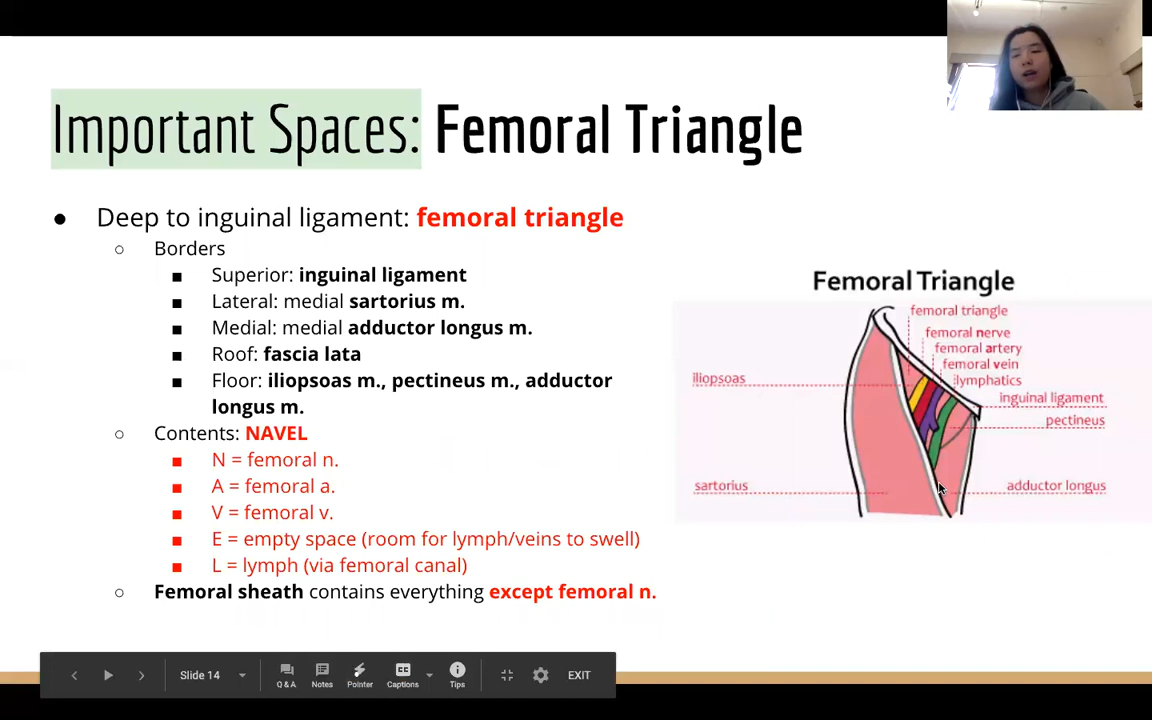 Important Spaces: Femoral Triangle
● Deep to inguinal ligament: femoral triangle
○ Borders
■ Superior: inguinal ligament
■ Lateral: medial sartorius m.
■ Medial: medial adductor longus m.
■ Roof: fascia lata
■ Floor: iliopsoas m., pectineus m., adductor
longus m.
○ Contents: NAVEL
■ N = femoral n.
■ A = femoral a.
■ V = femoral v.
■ E = empty space (room for lymph/veins to swell)
■ L = lymph (via femoral canal)
○ Femoral sheath contains everything except femoral n.
Femoral Triangle
femoral triangle
femoral nerve
femoral artery
femoral vein
lymphatics
iliopsoas
inguinal ligament
pectineus
sartorius
adductor longus
Slide 14
Q & A
Notes
Pointer
CC
Captions
Tips
EXIT